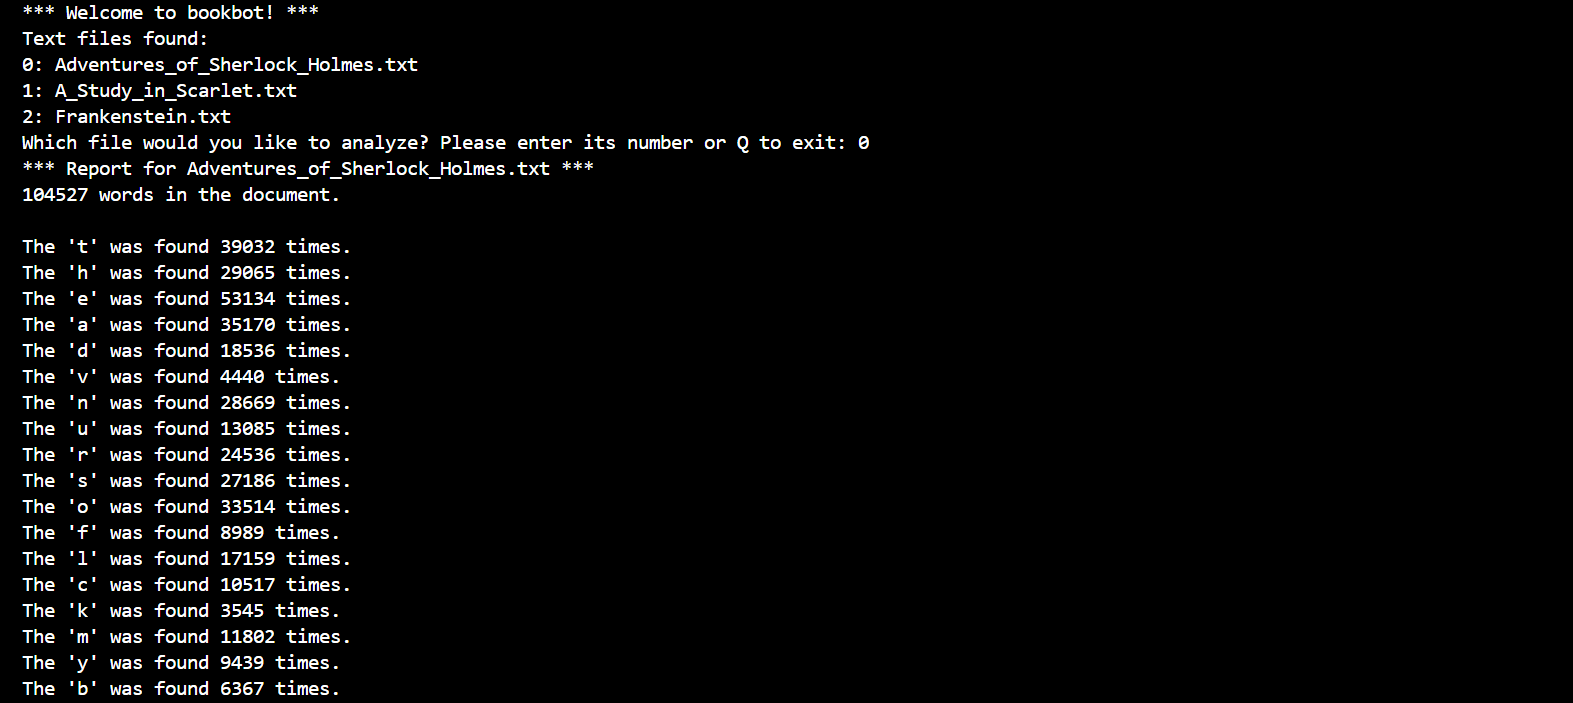 *** Welcome to bookbot! ***
Text files found:
0: Adventures_of_Sherlock_Holmes.txt
1: A_Study_in_Scarlet.txt
2: Frankenstein.txt
Which file would you like to analyze? Please enter its number or Q to exit: 0
*** Report for Adventures_of_Sherlock_Holmes.txt ***
104527 words in the document.

The 't' was found 39032 times.
The 'h' was found 29065 times.
The 'e' was found 53134 times.
The 'a' was found 35170 times.
The 'd' was found 18536 times.
The 'v' was found 4440 times.
The 'n' was found 28669 times.
The 'u' was found 13085 times.
The 'r' was found 24536 times.
The 's' was found 27186 times.
The 'o' was found 33514 times.
The 'f' was found 8989 times.
The 'l' was found 17159 times.
The 'c' was found 10517 times.
The 'k' was found 3545 times.
The 'm' was found 11802 times.
The 'y' was found 9439 times.
The 'b' was found 6367 times.